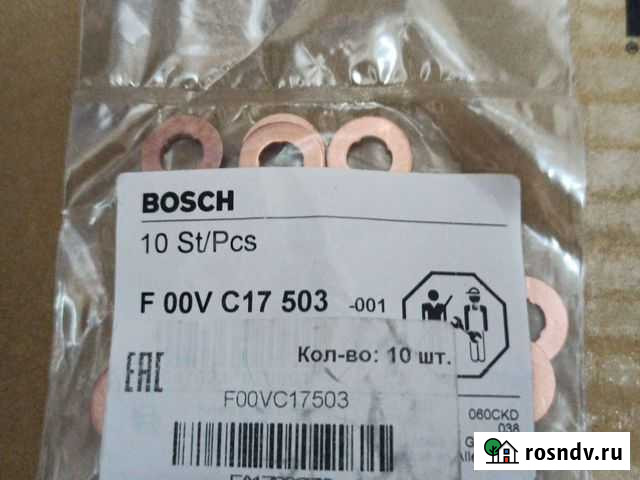 BOSCH
10 St/Pcs
F 00V C17 503 -001
EAC
Кол-во: 10 шт.
F00VC17503
060CKD
038
rosndv.ru